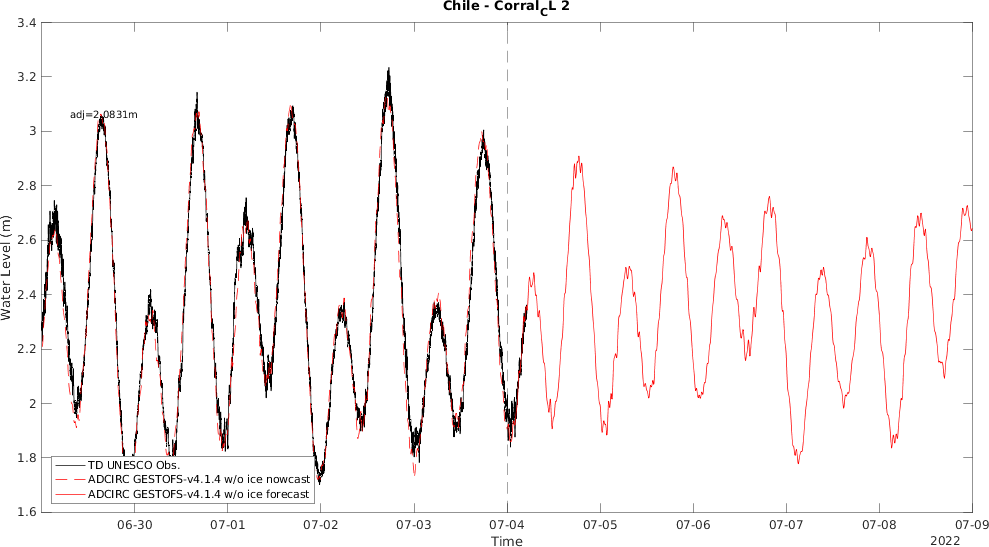 Chile - CorralCL 2
3.4
3.2
3
2.8
2.6
2.4
2.2
2
1.8
1.6
Water Level (m)
adj=2.0831m
TD UNESCO Obs.
ADCIRC GESTOFS-v4.1.4 w/o ice nowcast
ADCIRC GESTOFS-v4.1.4 w/o ice forecast
06-30 07-01 07-02 07-03 07-04 07-05 07-06 07-07 07-08 07-09
Time
2022